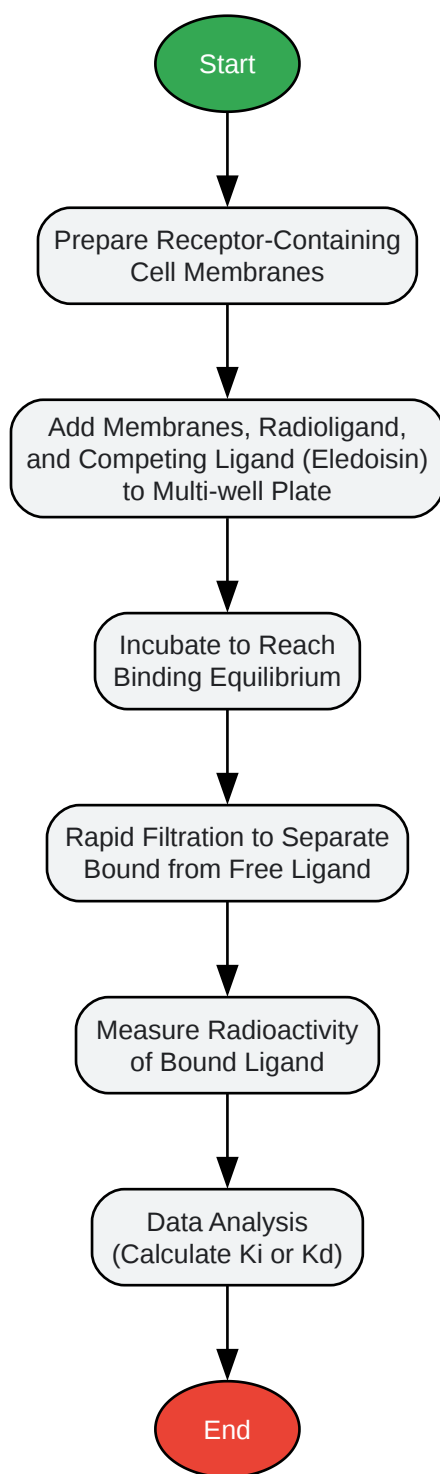 Start
Prepare Receptor-Containing
Cell Membranes
Add Membranes, Radioligand,
and Competing Ligand (Eledoisin)
to Multi-well Plate
Incubate to Reach
Binding Equilibrium
Rapid Filtration to Separate
Bound from Free Ligand
Measure Radioactivity
of Bound Ligand
Data Analysis
(Calculate Ki or Kd)
End